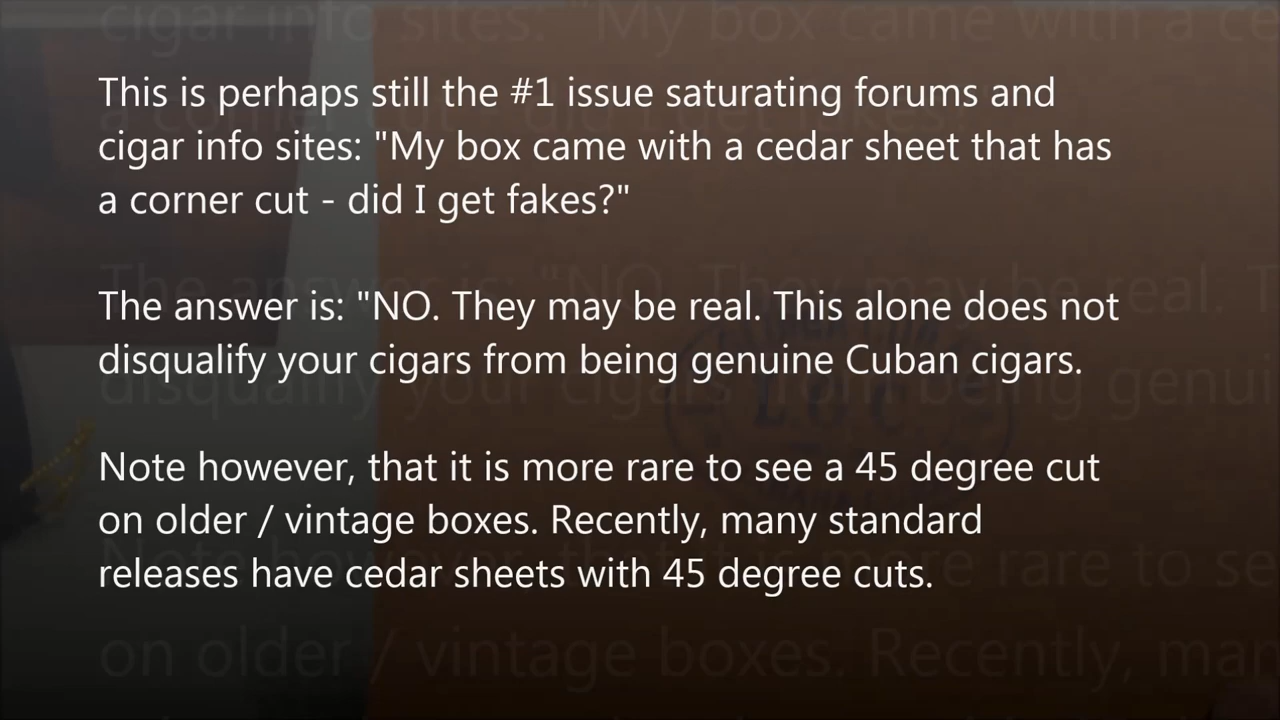 This is perhaps still the #1 issue saturating forums and
cigar info sites: "My box came with a cedar sheet that has
a corner cut - did I get fakes?"
The answer is: "NO. They may be real. This alone does not
disqualify your cigars from being genuine Cuban cigars.
Note however, that it is more rare to see a 45 degree cut
on older / vintage boxes. Recently, many standard
releases have cedar sheets with 45 degree cuts.